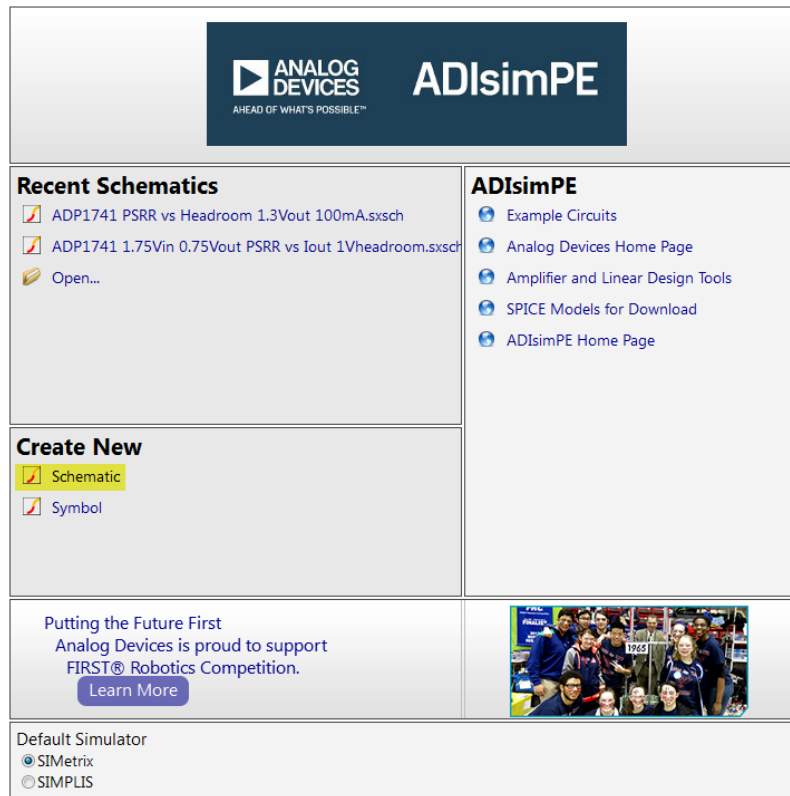 ANALOG
DEVICES
AHEAD OF WHAT'S POSSIBLE™
ADIsimPE
Recent Schematics
ADP1741 PSRR vs Headroom 1.3Vout 100mA.sxsch
ADP1741 1.75Vin 0.75Vout PSRR vs Iout 1Vheadroom.sxsch
Open...
ADIsimPE
Example Circuits
Analog Devices Home Page
Amplifier and Linear Design Tools
SPICE Models for Download
ADIsimPE Home Page
Create New
Schematic
Symbol
Putting the Future First
Analog Devices is proud to support
FIRST® Robotics Competition.
Learn More
FINALIS
1965
Default Simulator
SIMetrix
SIMPLIS